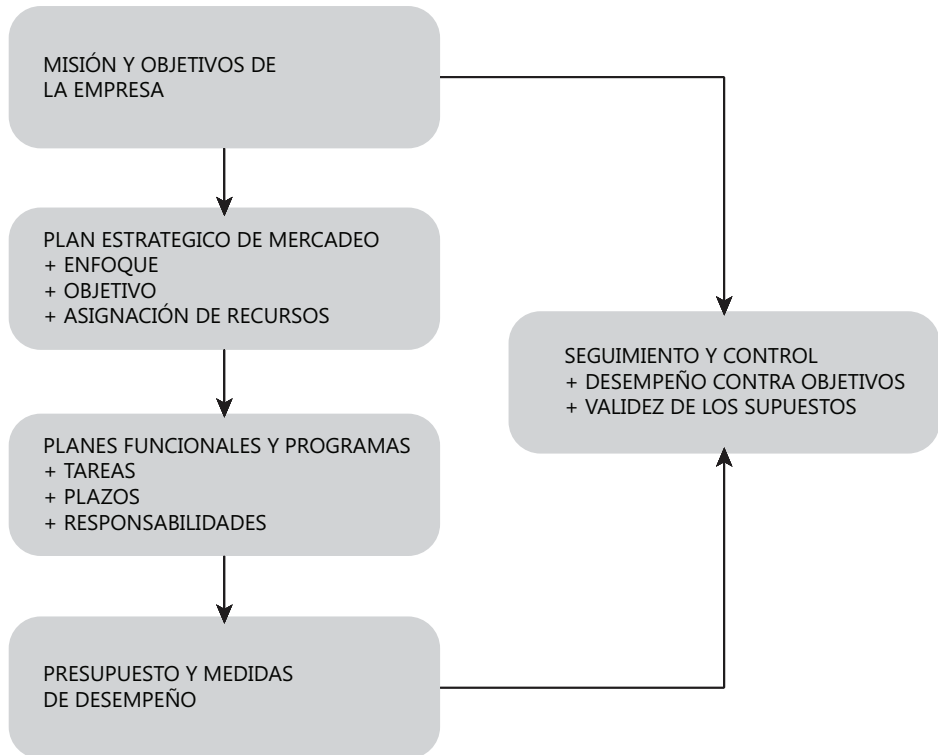 MISIÓN Y OBJETIVOS DE
LA EMPRESA
PLAN ESTRATEGICO DE MERCADEO
+ ENFOQUE
+ OBJETIVO
+ ASIGNACIÓN DE RECURSOS
SEGUIMIENTO Y CONTROL
+ DESEMPEÑO CONTRA OBJETIVOS
+ VALIDEZ DE LOS SUPUESTOS
PLANES FUNCIONALES Y PROGRAMAS
+ TAREAS
+ PLAZOS
+ RESPONSABILIDADES
PRESUPUESTO Y MEDIDAS
DE DESEMPEÑO